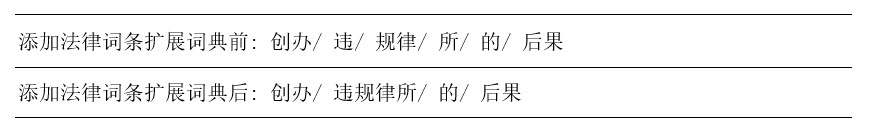 添加法律词条扩展词典前: 创办/ 违/ 规律/ 所/ 的/ 后果
添加法律词条扩展词典后: 创办/ 违规律所/ 的/ 后果